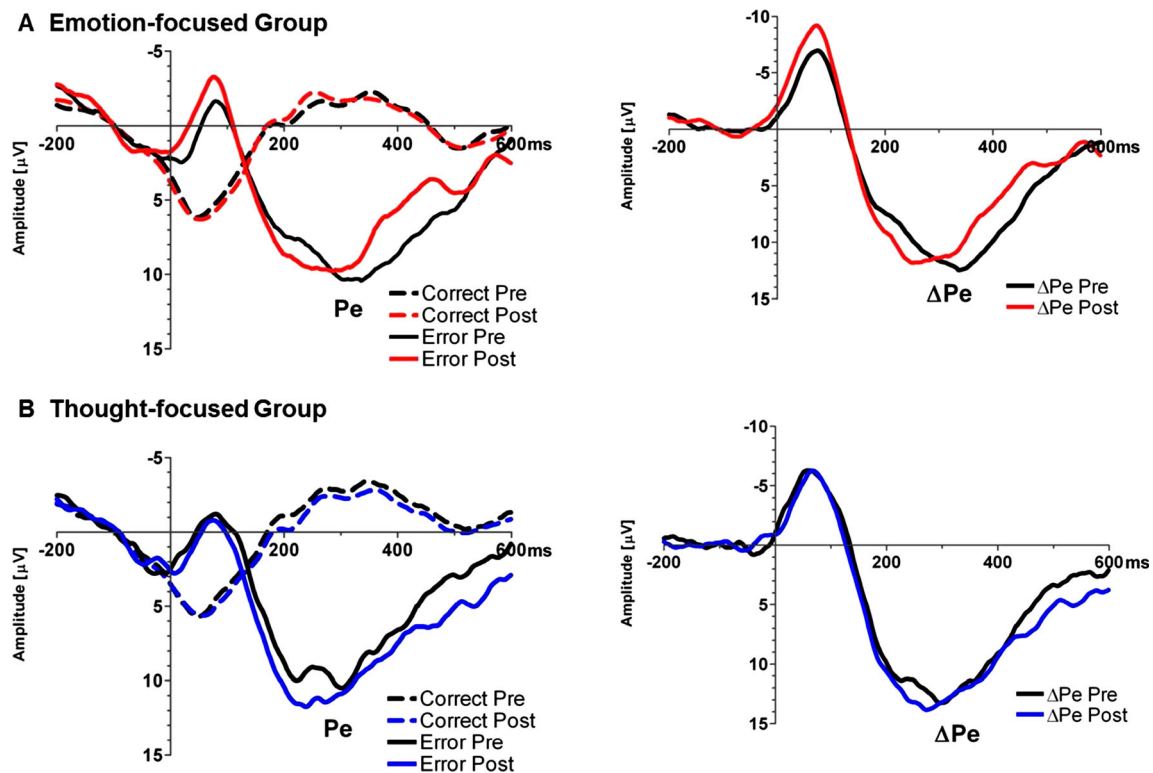 A Emotion-focused Group
-5
-200
200
400
600ms
5
10
15
Amplitude [μV]
Pe
Correct Pre
Correct Post
Error Pre
Error Post
-10
-5
-200
200
400
600ms
5
10
15
Amplitude [μV]
ΔPe
ΔPe Pre
ΔPe Post
B Thought-focused Group
-5
-200
200
400
600ms
5
10
15
Amplitude [μV]
Pe
Correct Pre
Correct Post
Error Pre
Error Post
-10
-5
-200
200
400
600ms
5
10
15
Amplitude [μV]
ΔPe
ΔPe Pre
ΔPe Post